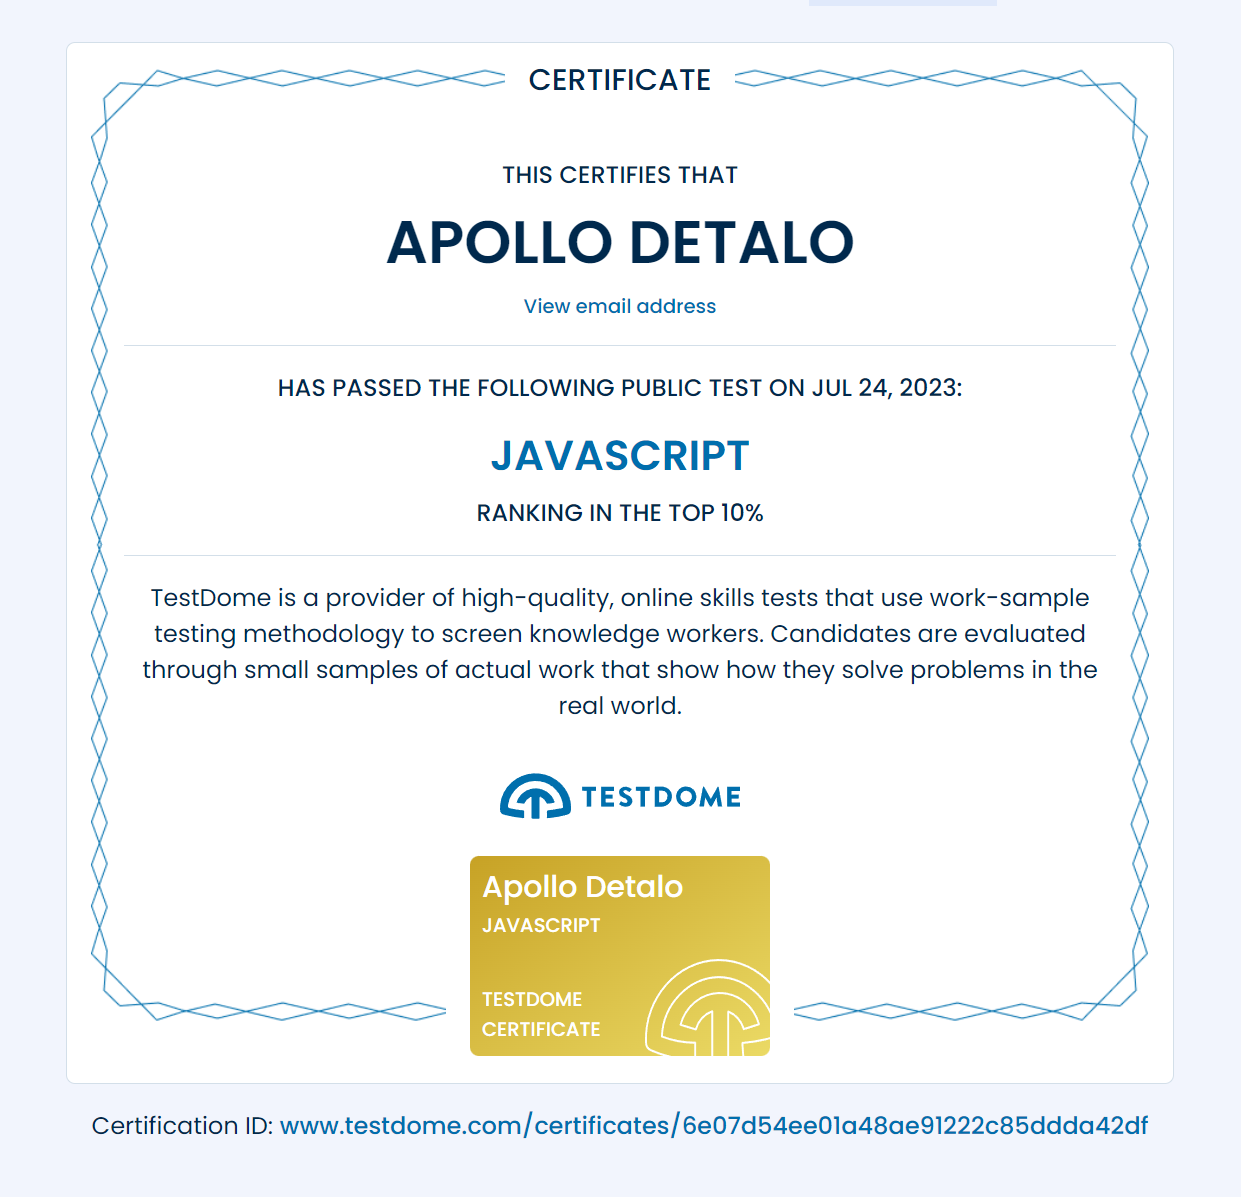 CERTIFICATE
THIS CERTIFIES THAT
APOLLO DETALO
View email address
HAS PASSED THE FOLLOWING PUBLIC TEST ON JUL 24, 2023:
JAVASCRIPT
RANKING IN THE TOP 10%
TestDome is a provider of high-quality, online skills tests that use work-sample
testing methodology to screen knowledge workers. Candidates are evaluated
through small samples of actual work that show how they solve problems in the
real world.
TESTDOME
Apollo Detalo
JAVASCRIPT
TESTDOME
CERTIFICATE
Certification ID: www.testdome.com/certificates/6e07d54ee01a48ae91222c85ddda42df